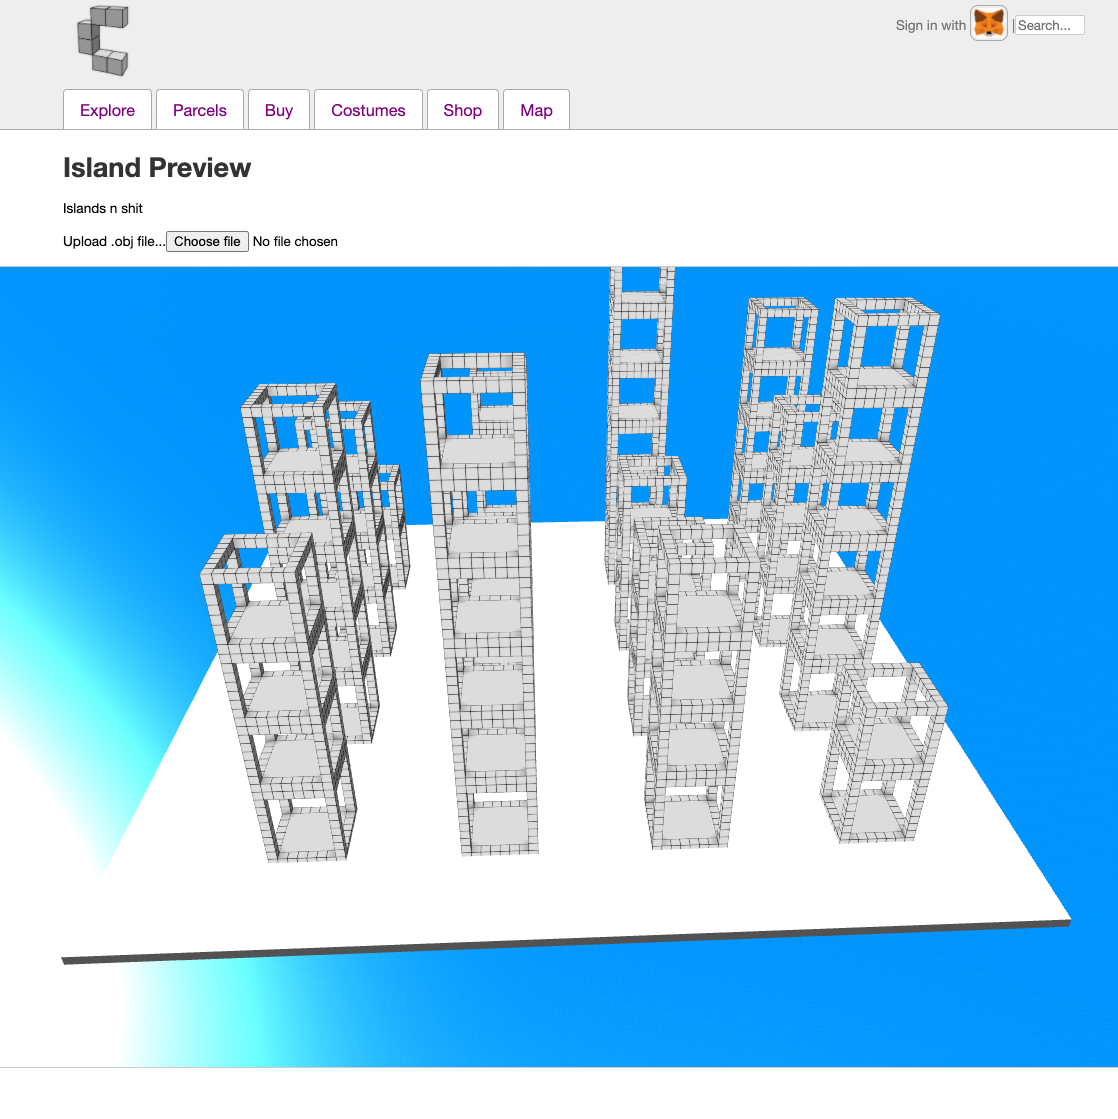 Sign in with | Search...
Explore Parcels Buy Costumes Shop Map
Island Preview
Islands n shit
Upload .obj file... Choose file No file chosen